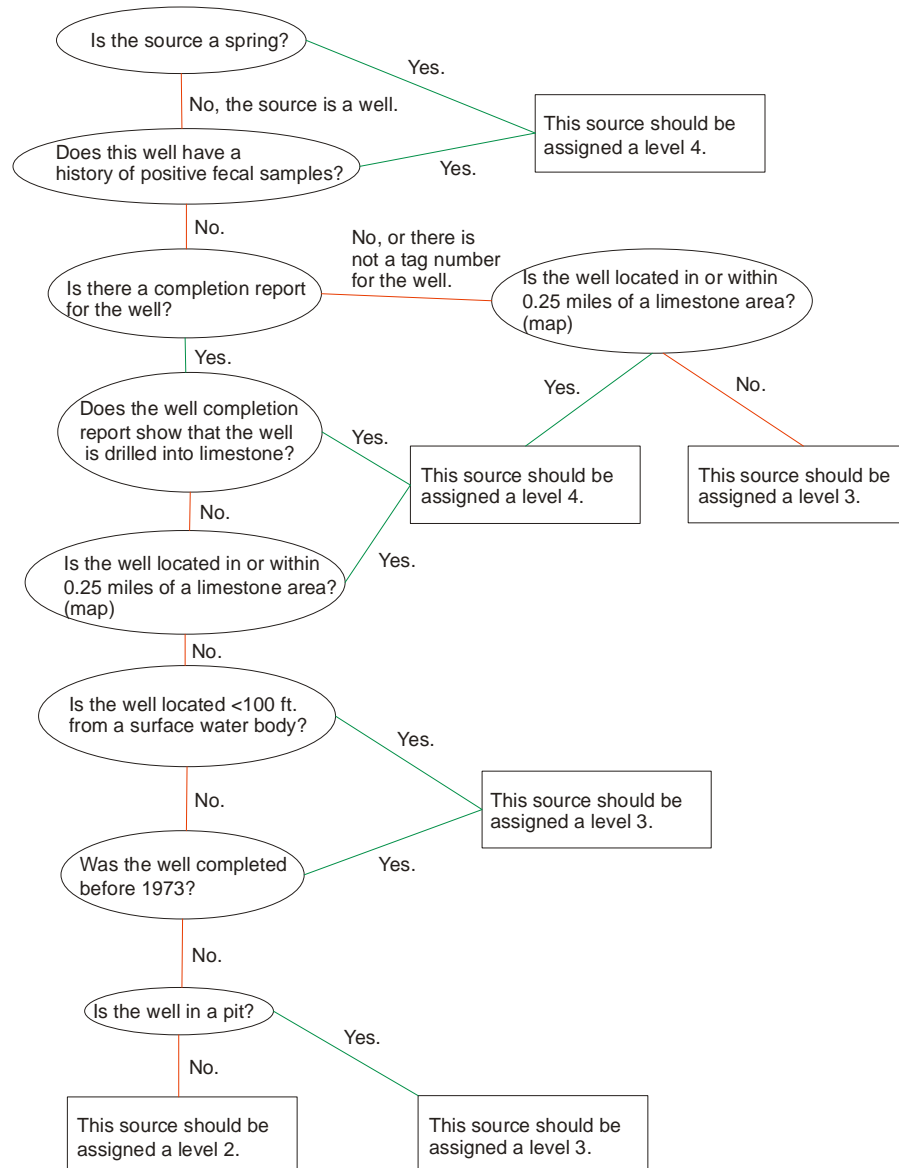 Is the source a spring?
Yes.
No, the source is a well.
This source should be
assigned a level 4.
Does this well have a
history of positive fecal samples?
Yes.
No.
No, or there is
not a tag number
for the well.
Is there a completion report
for the well?
Is the well located in or within
0.25 miles of a limestone area?
(map)
Yes.
Yes.
No.
Does the well completion
report show that the well
is drilled into limestone?
Yes.
This source should be
assigned a level 4.
This source should be
assigned a level 3.
No.
Is the well located in or within
0.25 miles of a limestone area?
(map)
Yes.
No.
Is the well located <100 ft.
from a surface water body?
Yes.
No.
This source should be
assigned a level 3.
Was the well completed
before 1973?
Yes.
No.
Is the well in a pit?
Yes.
No.
This source should be
assigned a level 2.
This source should be
assigned a level 3.